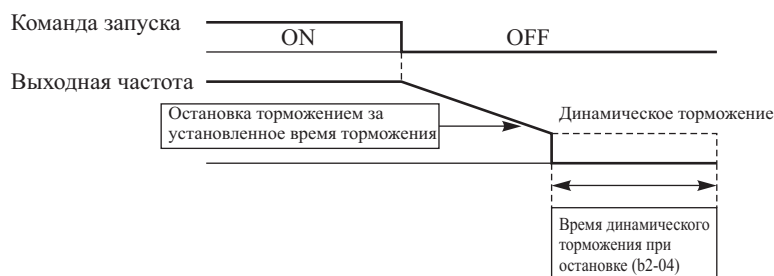 Команда запуска
ON
OFF
Выходная частота
Остановка торможением за
установленное время торможения
Динамическое торможение
Время динамического
торможения при
остановке (b2-04)